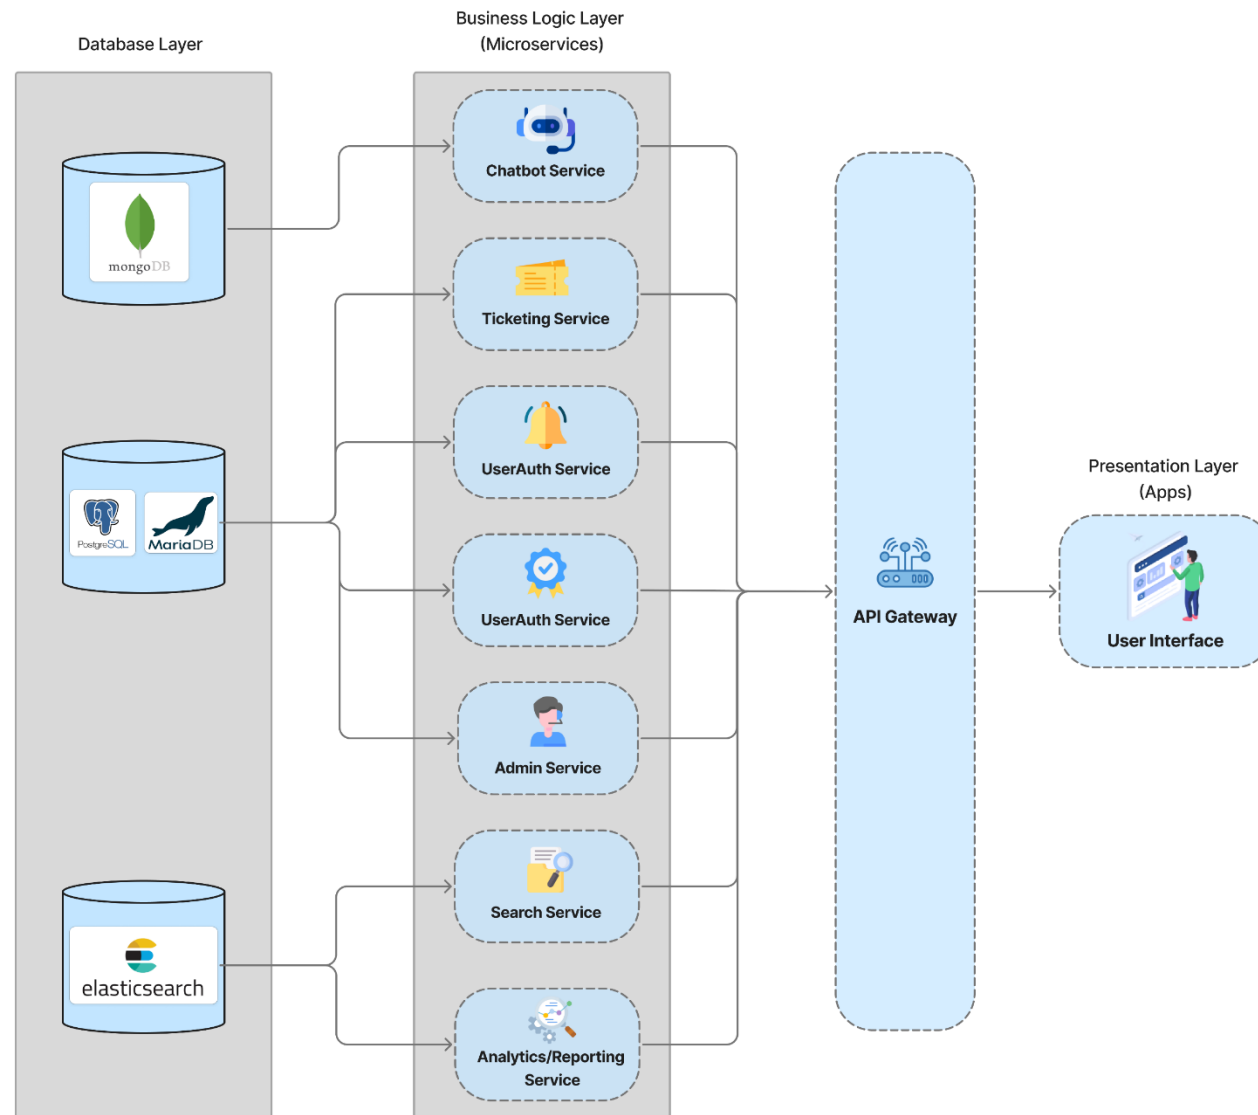 Business Logic Layer
(Microservices)
Database Layer
Chatbot Service
mongoDB
Ticketing Service
UserAuth Service
PostgreSQL
MariaDB
UserAuth Service
Admin Service
Search Service
elasticsearch
Analytics/Reporting
Service
API Gateway
Presentation Layer
(Apps)
User Interface